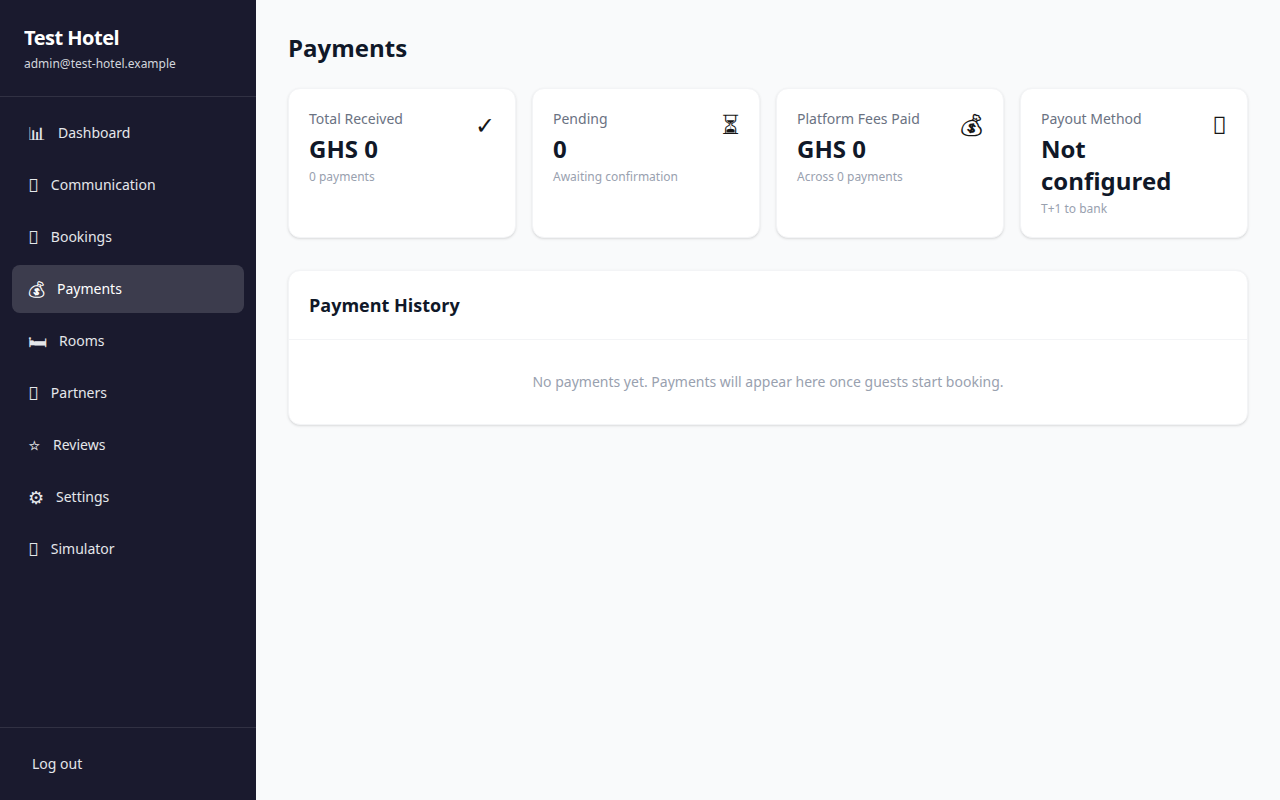 Test Hotel
admin@test-hotel.example
Dashboard
Communication
Bookings
Payments
Rooms
Partners
Reviews
Settings
Simulator
Log out
Payments
Total Received
GHS 0
0 payments
Pending
0
Awaiting confirmation
Platform Fees Paid
GHS 0
Across 0 payments
Payout Method
Not
configured
T+1 to bank
Payment History
No payments yet. Payments will appear here once guests start booking.